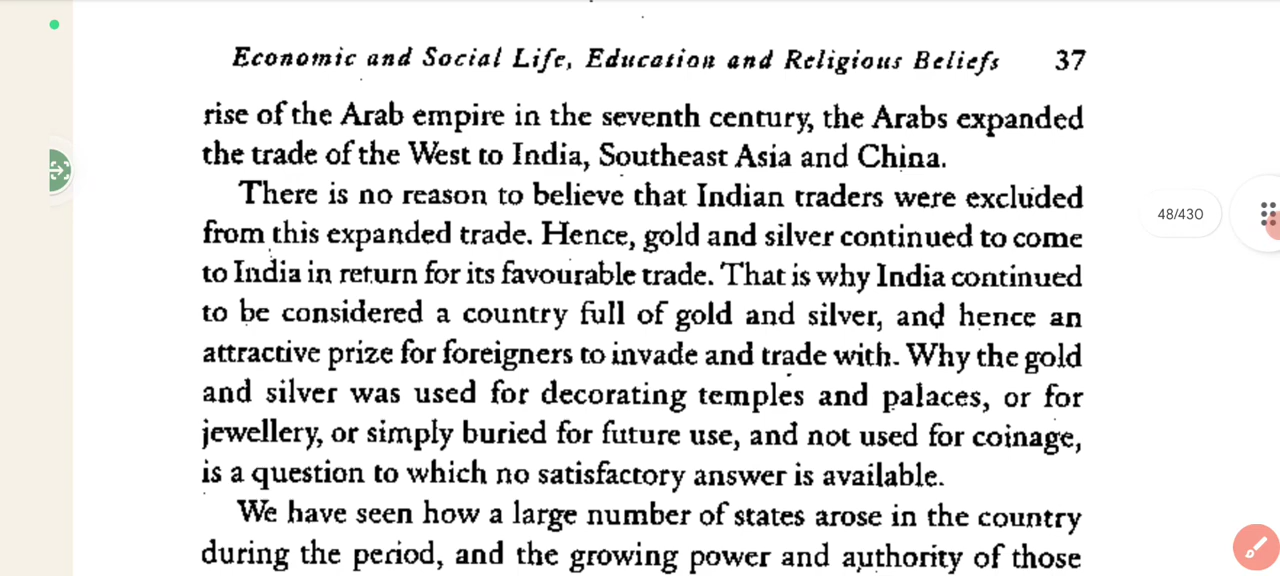 Economic and Social Life, Education and Religious Beliefs 37
rise of the Arab empire in the seventh century, the Arabs expanded
the trade of the West to India, Southeast Asia and China.
There is no reason to believe that Indian traders were excluded
from this expanded trade. Hence, gold and silver continued to come
to India in return for its favourable trade. That is why India continued
to be considered a country full of gold and silver, and hence an
attractive prize for foreigners to invade and trade with. Why the gold
and silver was used for decorating temples and palaces, or for
jewellery, or simply buried for future use, and not used for coinage,
is a question to which no satisfactory answer is available.
We have seen how a large number of states arose in the country
during the period, and the growing power and authority of those
48/430